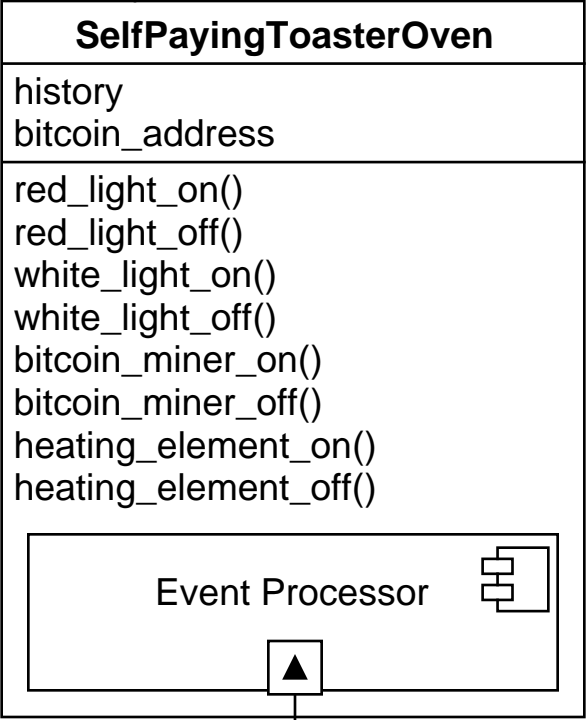 SelfPayingToasterOven
history
bitcoin_address
red_light_on()
red_light_off()
white_light_on()
white_light_off()
bitcoin_miner_on()
bitcoin_miner_off()
heating_element_on()
heating_element_off()
Event Processor